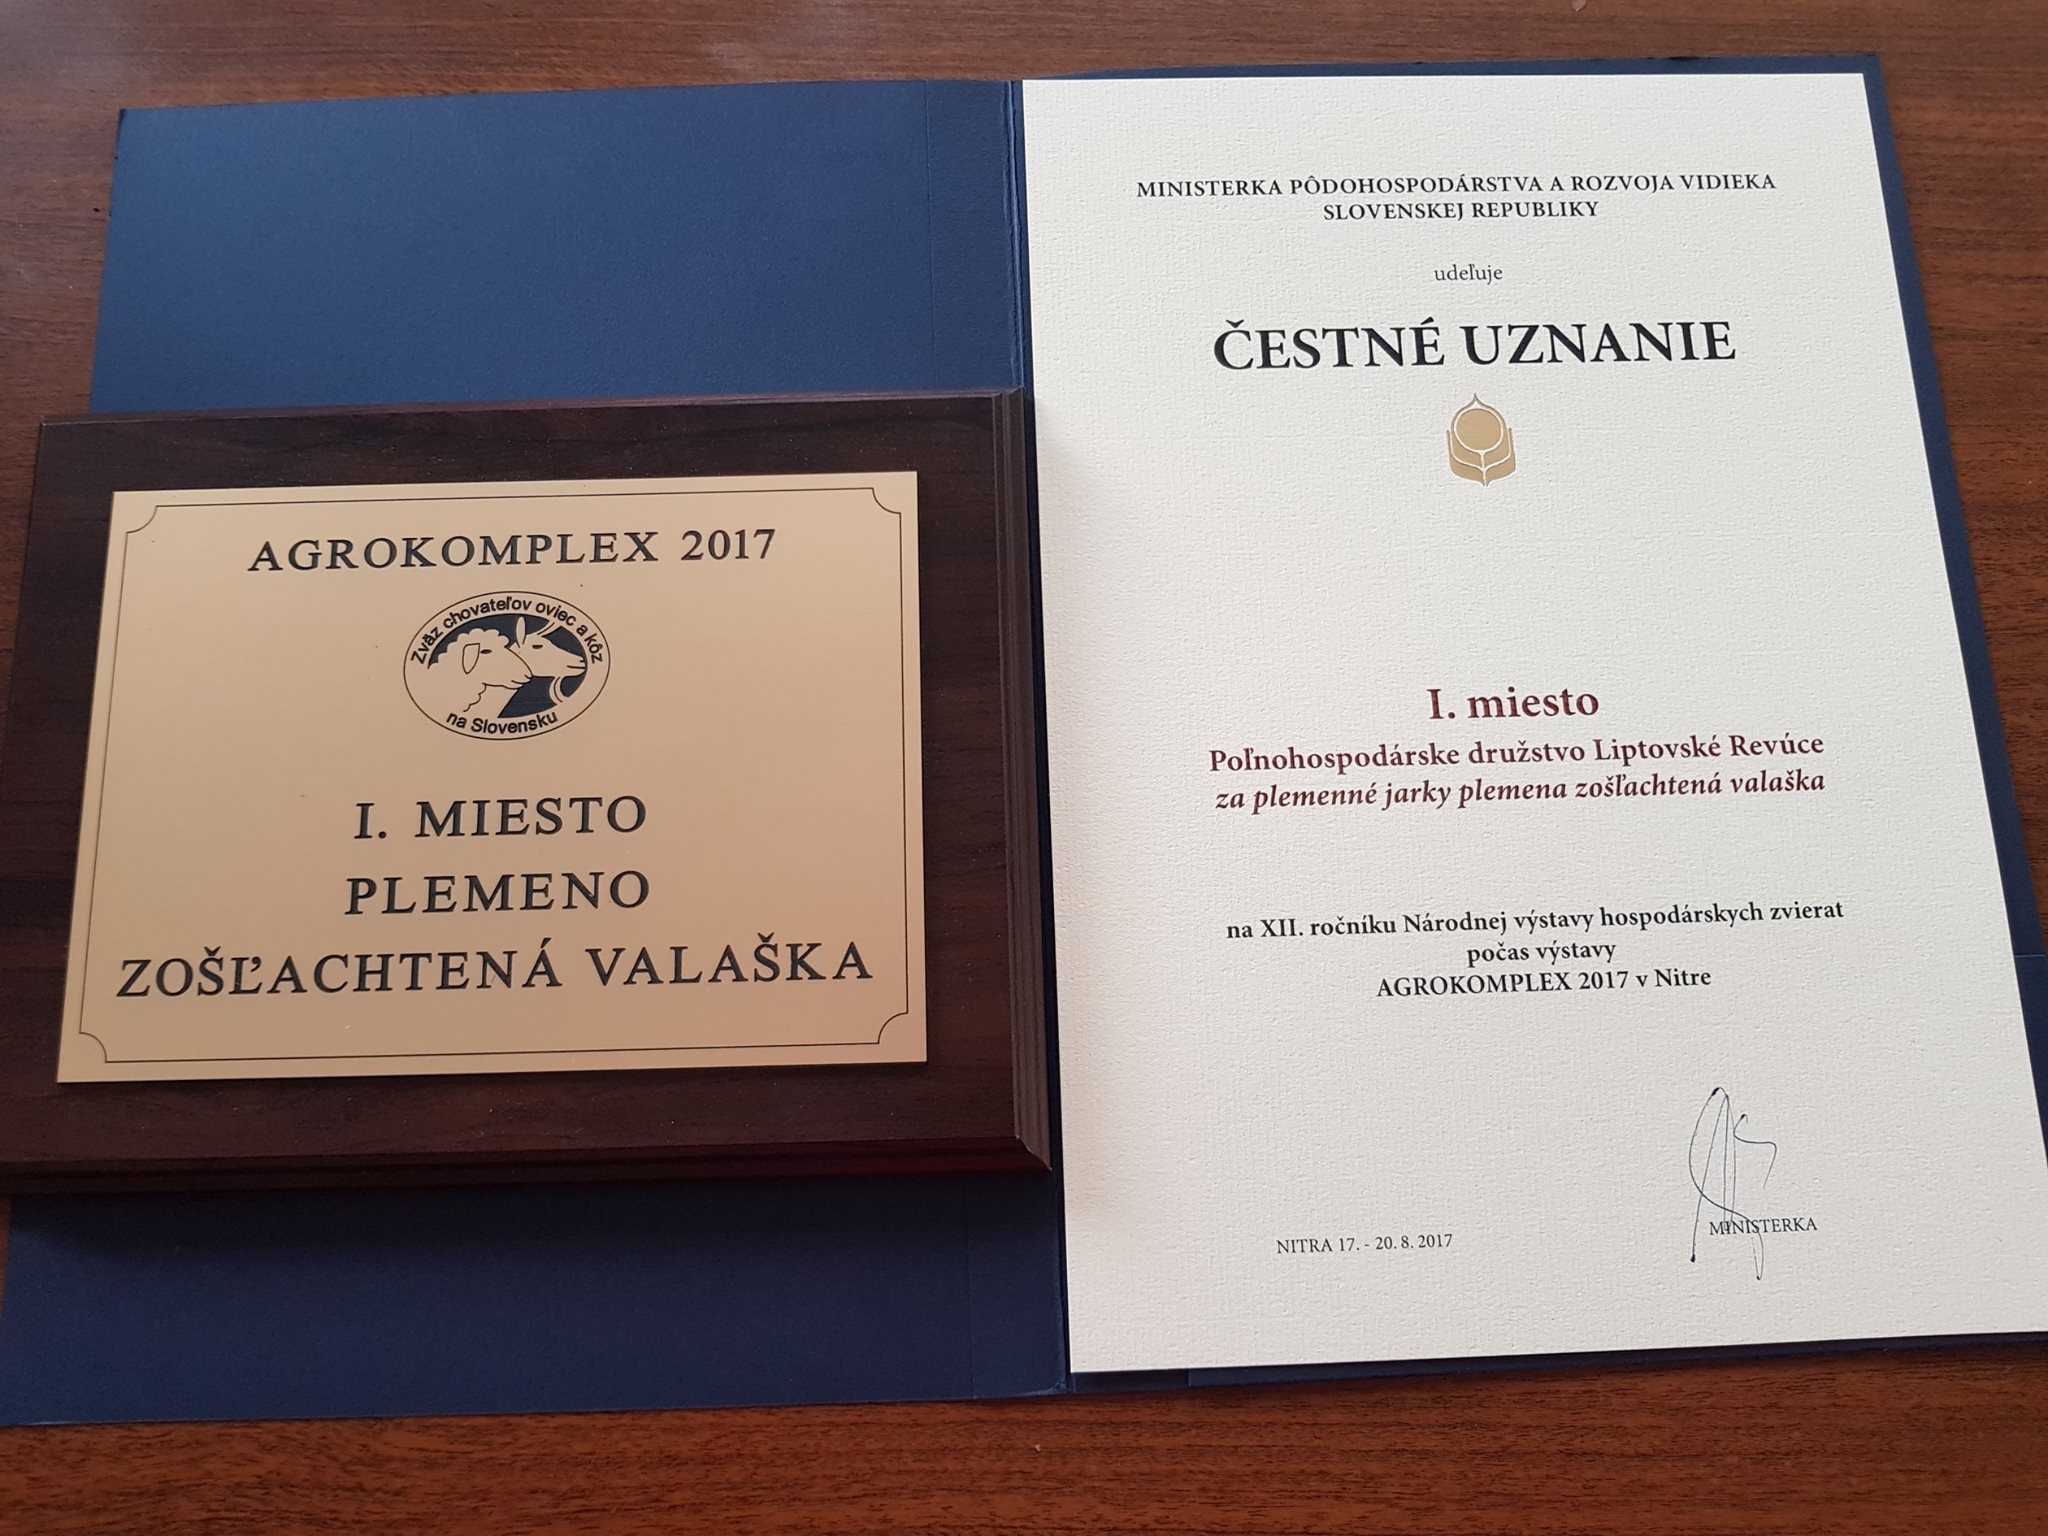 AGROKOMPLEX 2017
Zväz chovateľov oviec a kôz
na Slovensku
I. MIESTO
PLEMENO
ZOŠĽACHTENÁ VALAŠKA
MINISTERKA PÔDOHOSPODÁRSTVA A ROZVOJA VIDIEKA
SLOVENSKEJ REPUBLIKY
udeľuje
ČESTNÉ UZNANIE
I. miesto
Poľnohospodárske družstvo Liptovské Revúce
za plemenné jarky plemena zošľachtená valaška
na XII. ročníku Národnej výstavy hospodárskych zvierat
počas výstavy
AGROKOMPLEX 2017 v Nitre
NITRA 17. - 20. 8. 2017
MINISTERKA